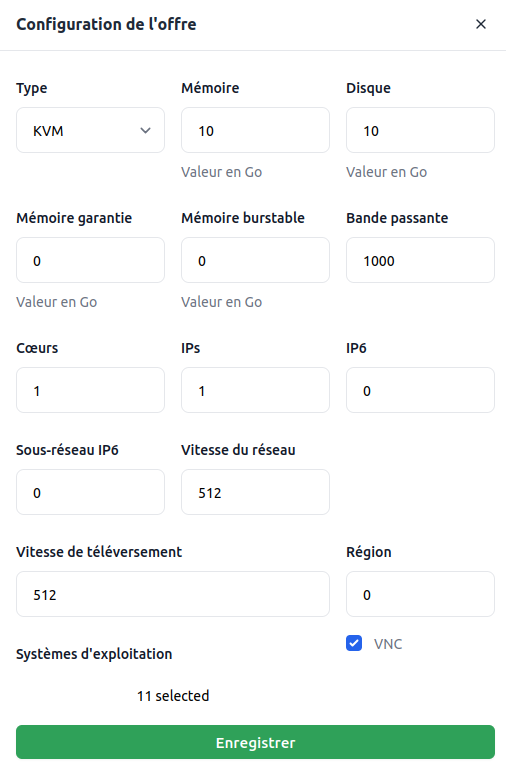 Configuration de l'offre
Type Mémoire Disque
KVM 10 10
Valeur en Go Valeur en Go
Mémoire garantie Mémoire burstable Bande passante
0 0 1000
Valeur en Go Valeur en Go
Cœurs IPs IP6
1 1 0
Sous-réseau IP6 Vitesse du réseau
0 512
Vitesse de téléversement Région
512 0
VNC
Systèmes d'exploitation
11 selected
Enregistrer